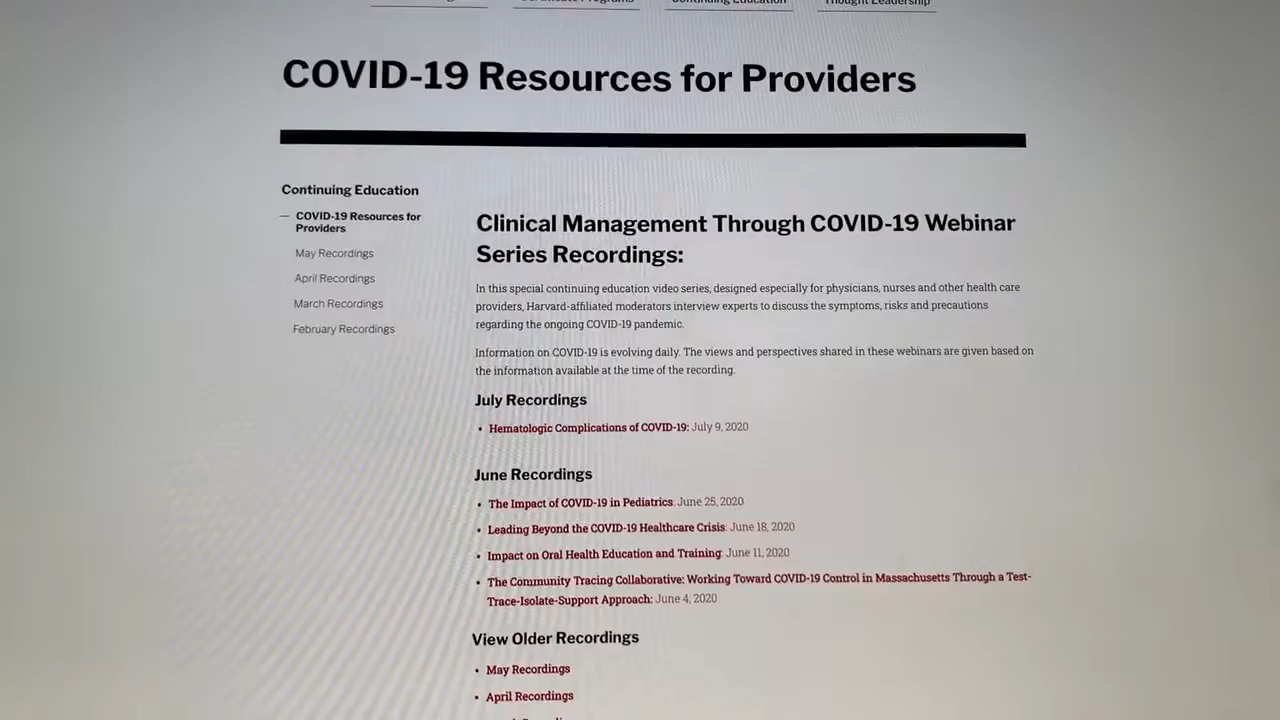 Continuing Education
Thought Leadership
COVID-19 Resources for Providers
Continuing Education
COVID-19 Resources for
Providers
May Recordings
April Recordings
March Recordings
February Recordings
Clinical Management Through COVID-19 Webinar
Series Recordings:
In this special continuing education video series, designed especially for physicians, nurses and other health care
providers, Harvard-affiliated moderators interview experts to discuss the symptoms, risks and precautions
regarding the ongoing COVID-19 pandemic.
Information on COVID-19 is evolving daily. The views and perspectives shared in these webinars are given based on
the information available at the time of the recording.
July Recordings
• Hematologic Complications of COVID-19: July 9, 2020
June Recordings
• The Impact of COVID-19 in Pediatrics: June 25, 2020
• Leading Beyond the COVID-19 Healthcare Crisis: June 18, 2020
• Impact on Oral Health Education and Training: June 11, 2020
• The Community Tracing Collaborative: Working Toward COVID-19 Control in Massachusetts Through a Test-
Trace-Isolate-Support Approach: June 4, 2020
View Older Recordings
• May Recordings
• April Recordings